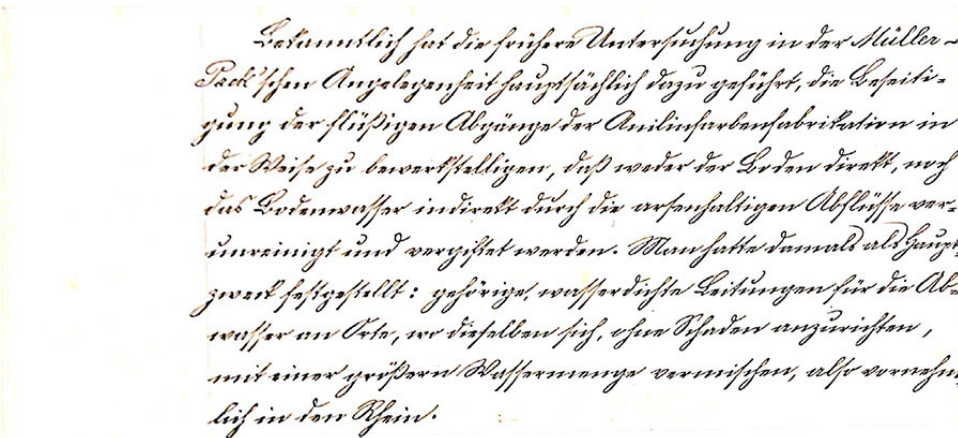 Bekanntlich hat die frühere Untersuchung in der Müller-
Pack'schen Angelegenheit hauptsächlich dazu geführt, die Beseiti-
gung der flüßigen Abgänge der Anilinfarbenfabrikation in
der Weise zu bewerkstelligen, daß weder der Boden direkt, noch
das Bodenwasser indirekt durch die arsenhaltigen Abflüsse ver-
unreinigt und vergiftet werden. Man hatte damals als Haupt-
zweck festgestellt: gehörige, wasserdichte Leitungen für die Ab-
wasser an Orte, wo dieselben sich, ohne Schaden anzurichten,
mit einer größern Wassermenge vermischen, also vornehm-
lich in den Rhein.